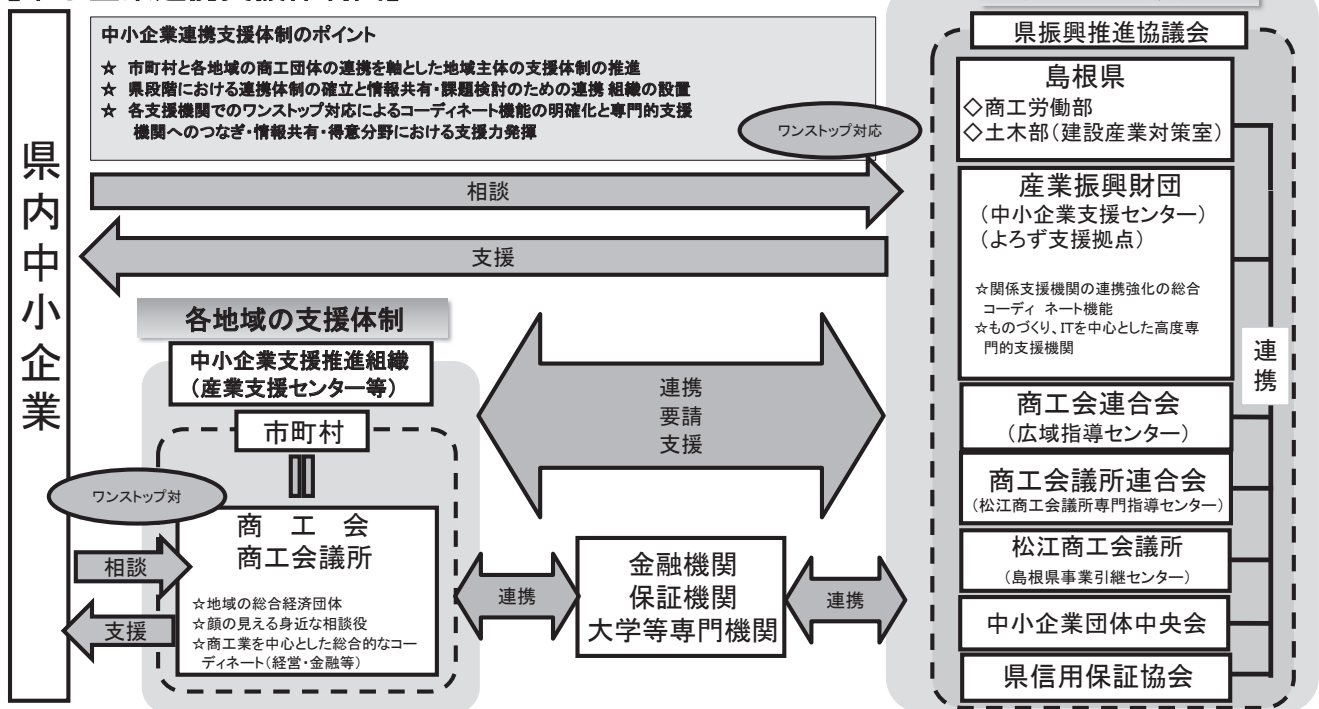 中小企業連携支援体制のポイント
☆ 市町村と各地域の商工団体の連携を軸とした地域主体の支援体制の推進
☆ 県段階における連携体制の確立と情報共有・課題検討のための連携 組織の設置
☆ 各支援機関でのワンストップ対応によるコーディネート機能の明確化と専門的支援
機関へのつなぎ・情報共有・得意分野における支援力発揮
ワンストップ対応
県内中小企業
相談
支援
各地域の支援体制
中小企業支援推進組織
(産業支援センター等)
市町村
ワンストップ対
商 工 会
商工会議所
☆地域の総合経済団体
☆顔の見える身近な相談役
☆商工業を中心とした総合的なコー
ディネート(経営・金融等)
相談
支援
連携
要請
支援
連携
金融機関
保証機関
大学等専門機関
連携
県振興推進協議会
島根県
◇商工労働部
◇土木部(建設産業対策室)
産業振興財団
(中小企業支援センター)
(よろず支援拠点)
☆関係支援機関の連携強化の総合
コーディ ネート機能
☆ものづくり、ITを中心とした高度専
門的支援機関
連携
商工会連合会
(広域指導センター)
商工会議所連合会
(松江商工会議所専門指導センター)
松江商工会議所
(島根県事業引継センター)
中小企業団体中央会
県信用保証協会